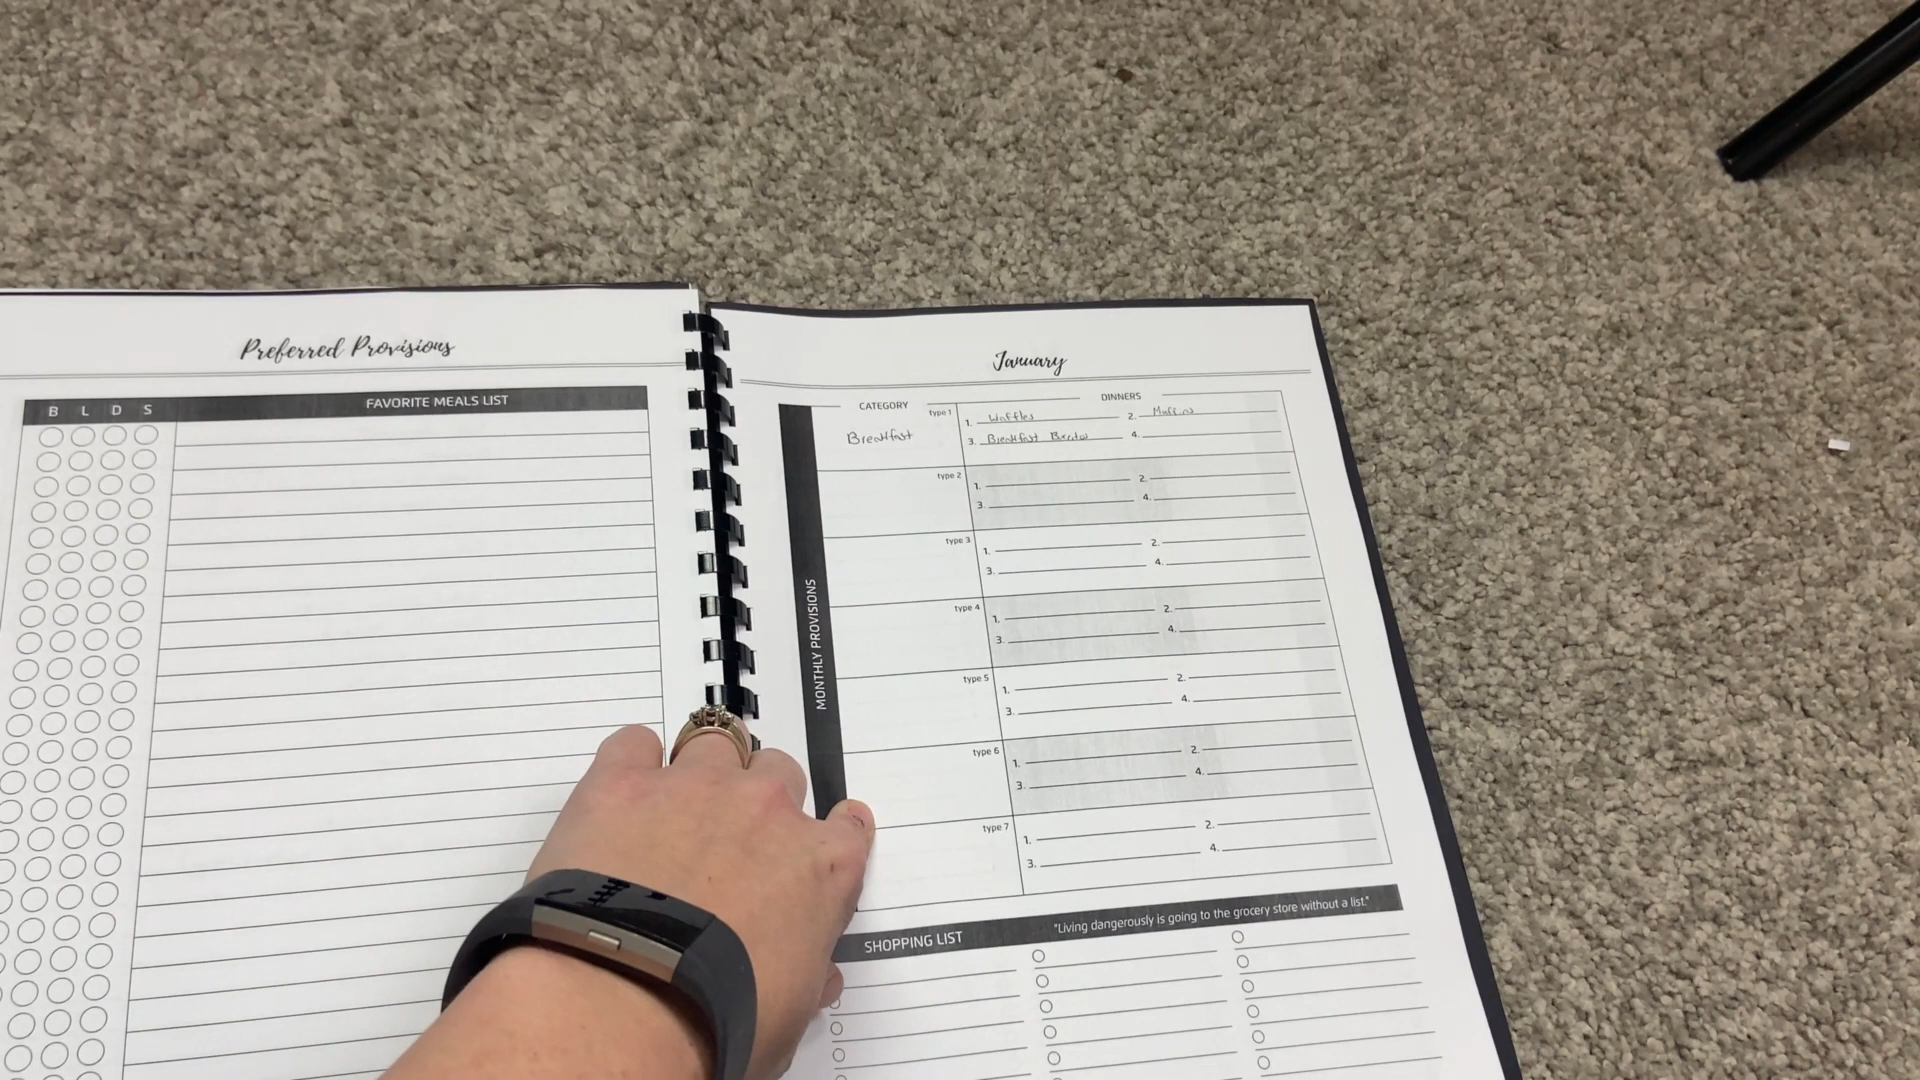 Preferred Provisions
B L D S FAVORITE MEALS LIST
January
CATEGORY DINNERS
MONTHLY PROVISIONS
type 1
Breakfast
1. Waffles 2. Muffins
3. Breakfast 4.
type 2
1. 2.
3. 4.
type 3
1. 2.
3. 4.
type 4
1. 2.
3. 4.
type 5
1. 2.
3. 4.
type 6
1. 2.
3. 4.
type 7
1. 2.
3. 4.
SHOPPING LIST "Living dangerously is going to the grocery store without a list."